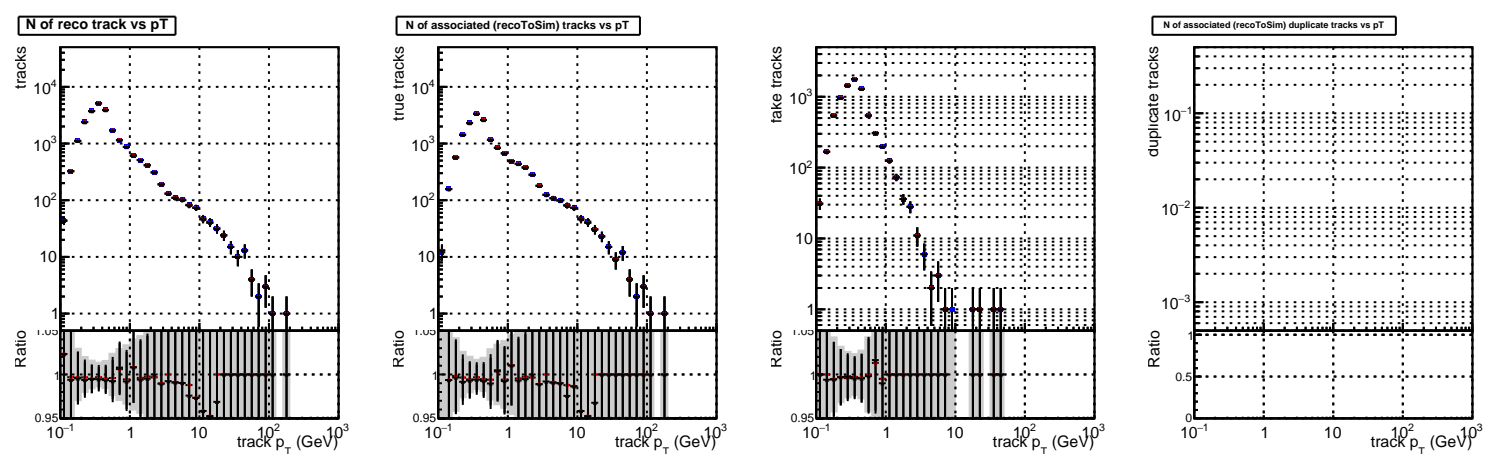 N of reco track vs pT
tracks
10^4
10^3
10^2
10
1
Ratio
1.05
1
0.95
10^-1 1 10 10^2 10^3
track p_T (GeV)
N of associated (recoToSim) tracks vs pT
true tracks
10^4
10^3
10^2
10
1
Ratio
1.05
1
0.95
10^-1 1 10 10^2 10^3
track p_T (GeV)
fake tracks
10^3
10^2
10
1
Ratio
1.05
1
0.95
10^-1 1 10 10^2 10^3
track p_T (GeV)
N of associated (recoToSim) duplicate tracks vs pT
duplicate tracks
10^-1
10^-2
10^-3
Ratio
1
0.5
0
10^-1 1 10 10^2 10^3
track p_T (GeV)